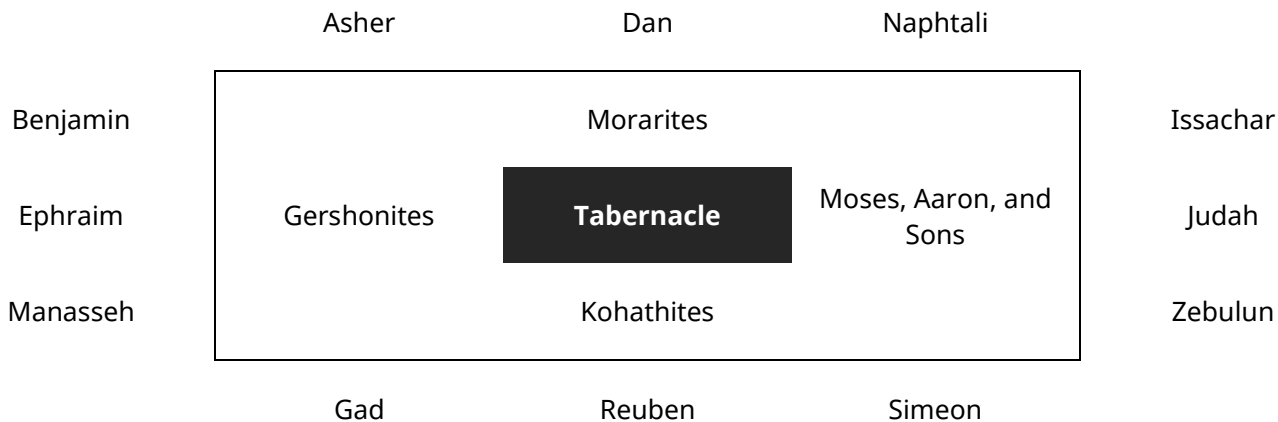 Asher Dan Naphtali
Benjamin Morarites Issachar
Ephraim Gershonites Tabernacle Moses, Aaron, and
Sons Judah
Manasseh Kohathites Zebulun
Gad Reuben Simeon